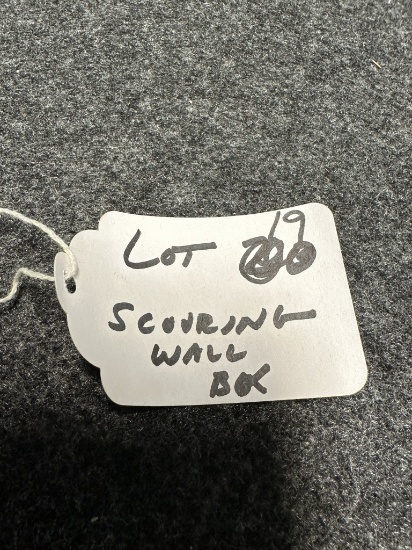 LOT 19
SCOURING
WALL
BOX